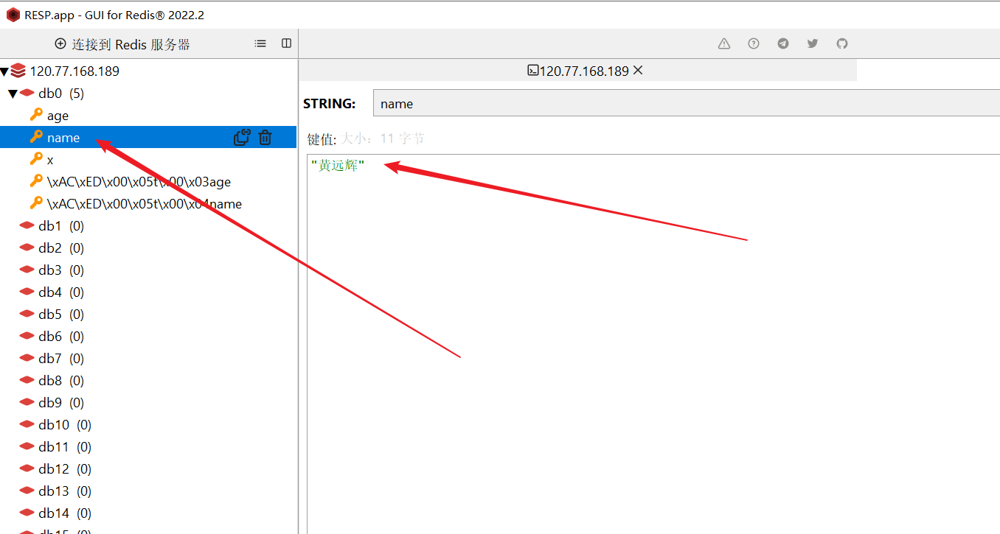 RESP.app - GUI for Redis® 2022.2
连接到 Redis 服务器
120.77.168.189
db0 (5)
age
name
x
\xAC\xED\x00\x05t\x00\x03age
\xAC\xED\x00\x05t\x00\x04name
db1 (0)
db2 (0)
db3 (0)
db4 (0)
db5 (0)
db6 (0)
db7 (0)
db8 (0)
db9 (0)
db10 (0)
db11 (0)
db12 (0)
db13 (0)
db14 (0)
db15 (0)
120.77.168.189
STRING: name
键值: 大小: 11 字节
"黄远辉"